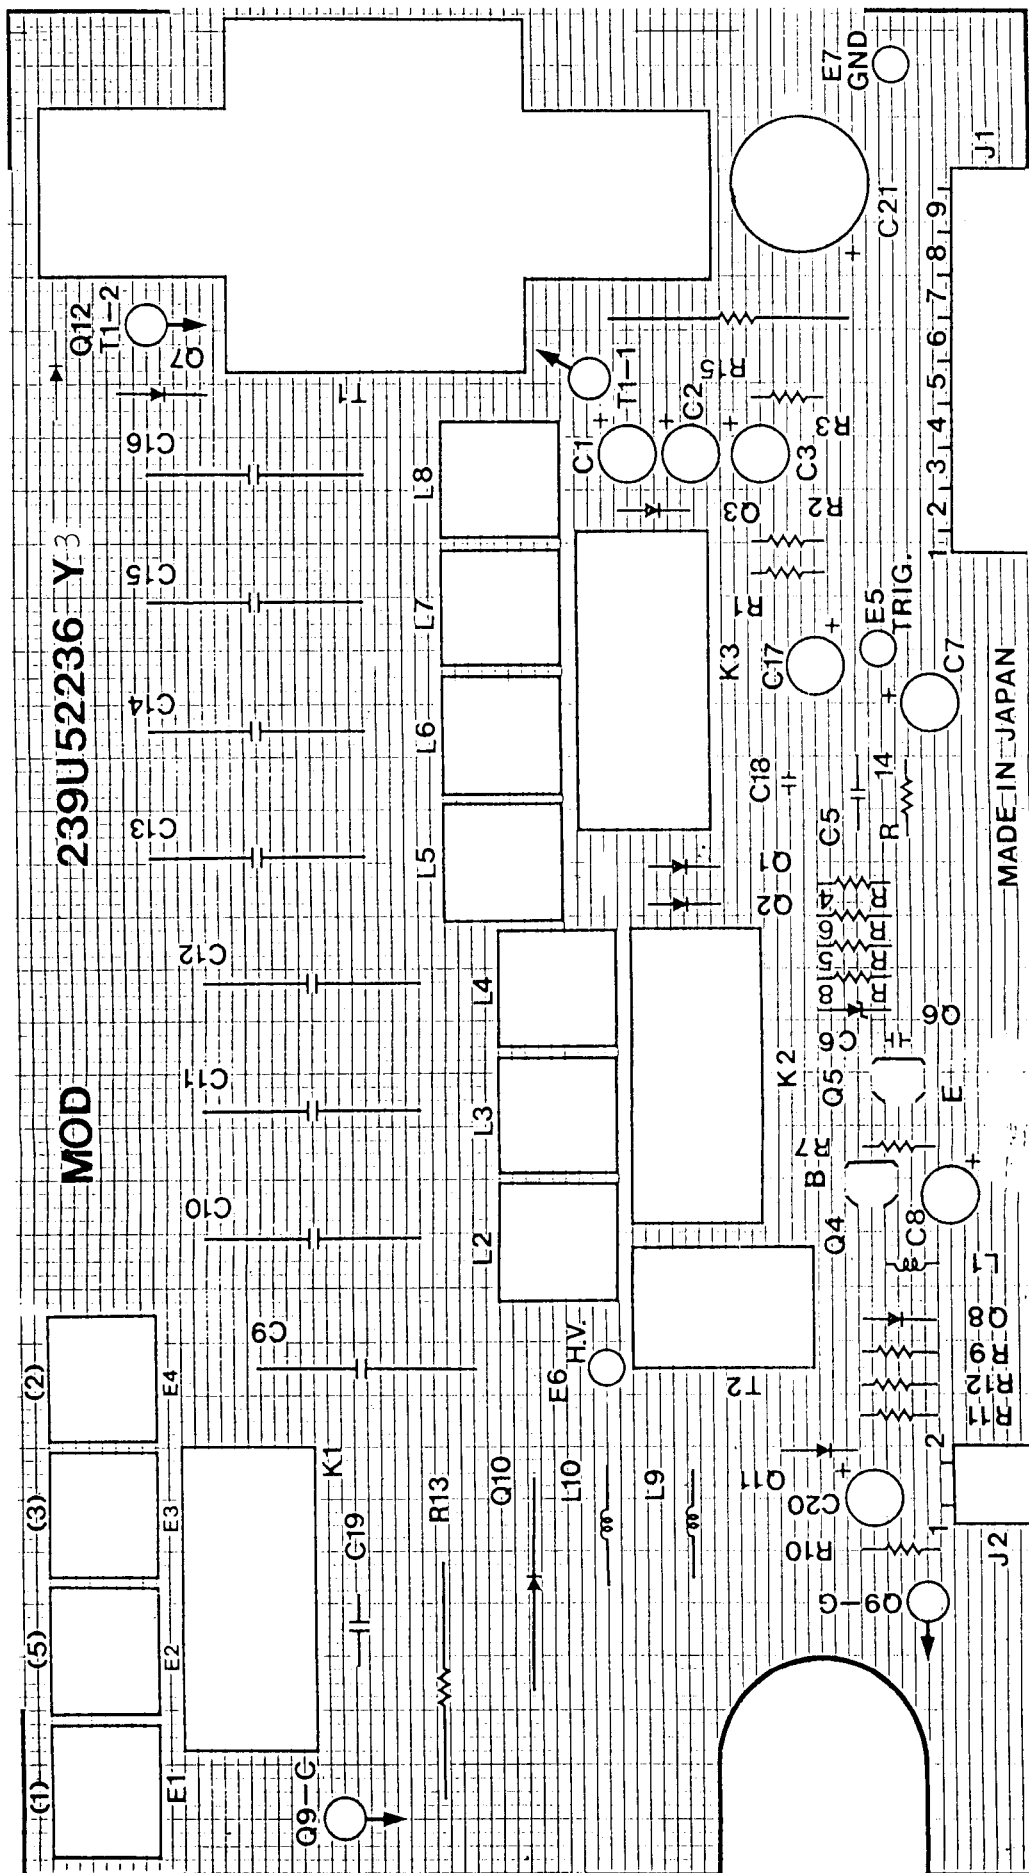 MOD 239U52236-Y3
(1)
(5)
(3)
(2)
E1
E2
E3
E4
K1
Q9-C
C19
R13
Q10
L10
L9
E6
H.V.
C9
C10
C11
C12
C13
C14
C15
C16
Q7
Q12
T1-2
T1
T1-1
L2
L3
L4
L5
L6
L7
L8
K2
K3
T2
Q1
Q2
Q3
C1
C2
C3
+
+
+
R15
R3
R2
R1
C17
+
C18
C5
R 14
E5
TRIG.
C7
+
C21
+
E7
GND
J1
1 2 3 4 5 6 7 8 9
R4
R6
R5
R8
Q6
C6
Q5
E
R7
B
Q4
C8
+
L1
Q8
R9
R12
R11
Q11
C20
+
R10
Q9-G
J2
1 2
MADE IN JAPAN